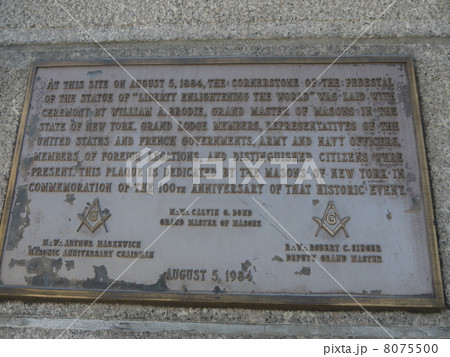 AT THIS SITE ON AUGUST 5, 1884, THE CORNERSTONE OF THE PEDESTAL
OF THE STATUE OF "LIBERTY ENLIGHTENING THE WORLD" WAS LAID WITH
CEREMONY BY WILLIAM A. BRODIE, GRAND MASTER OF MASONS IN THE
STATE OF NEW YORK. GRAND LODGE MEMBERS, REPRESENTATIVES OF THE
UNITED STATES AND FRENCH GOVERNMENTS, ARMY AND NAVY OFFICERS,
MEMBERS OF FOREIGN LEGATIONS, AND DISTINGUISHED CITIZENS WERE
PRESENT. THIS PLAQUE IS DEDICATED BY THE MASONS OF NEW YORK IN
COMMEMORATION OF THE 100TH ANNIVERSARY OF THAT HISTORIC EVENT.
M∴W∴ CALVIN G. BOND
GRAND MASTER OF MASONS
M∴W∴ ARTHUR MARKEWICH
MASONIC ANNIVERSARY CHAIRMAN
R∴W∴ ROBERT C. SINGER
DEPUTY GRAND MASTER
AUGUST 5, 1984
pixta.jp - 8075500